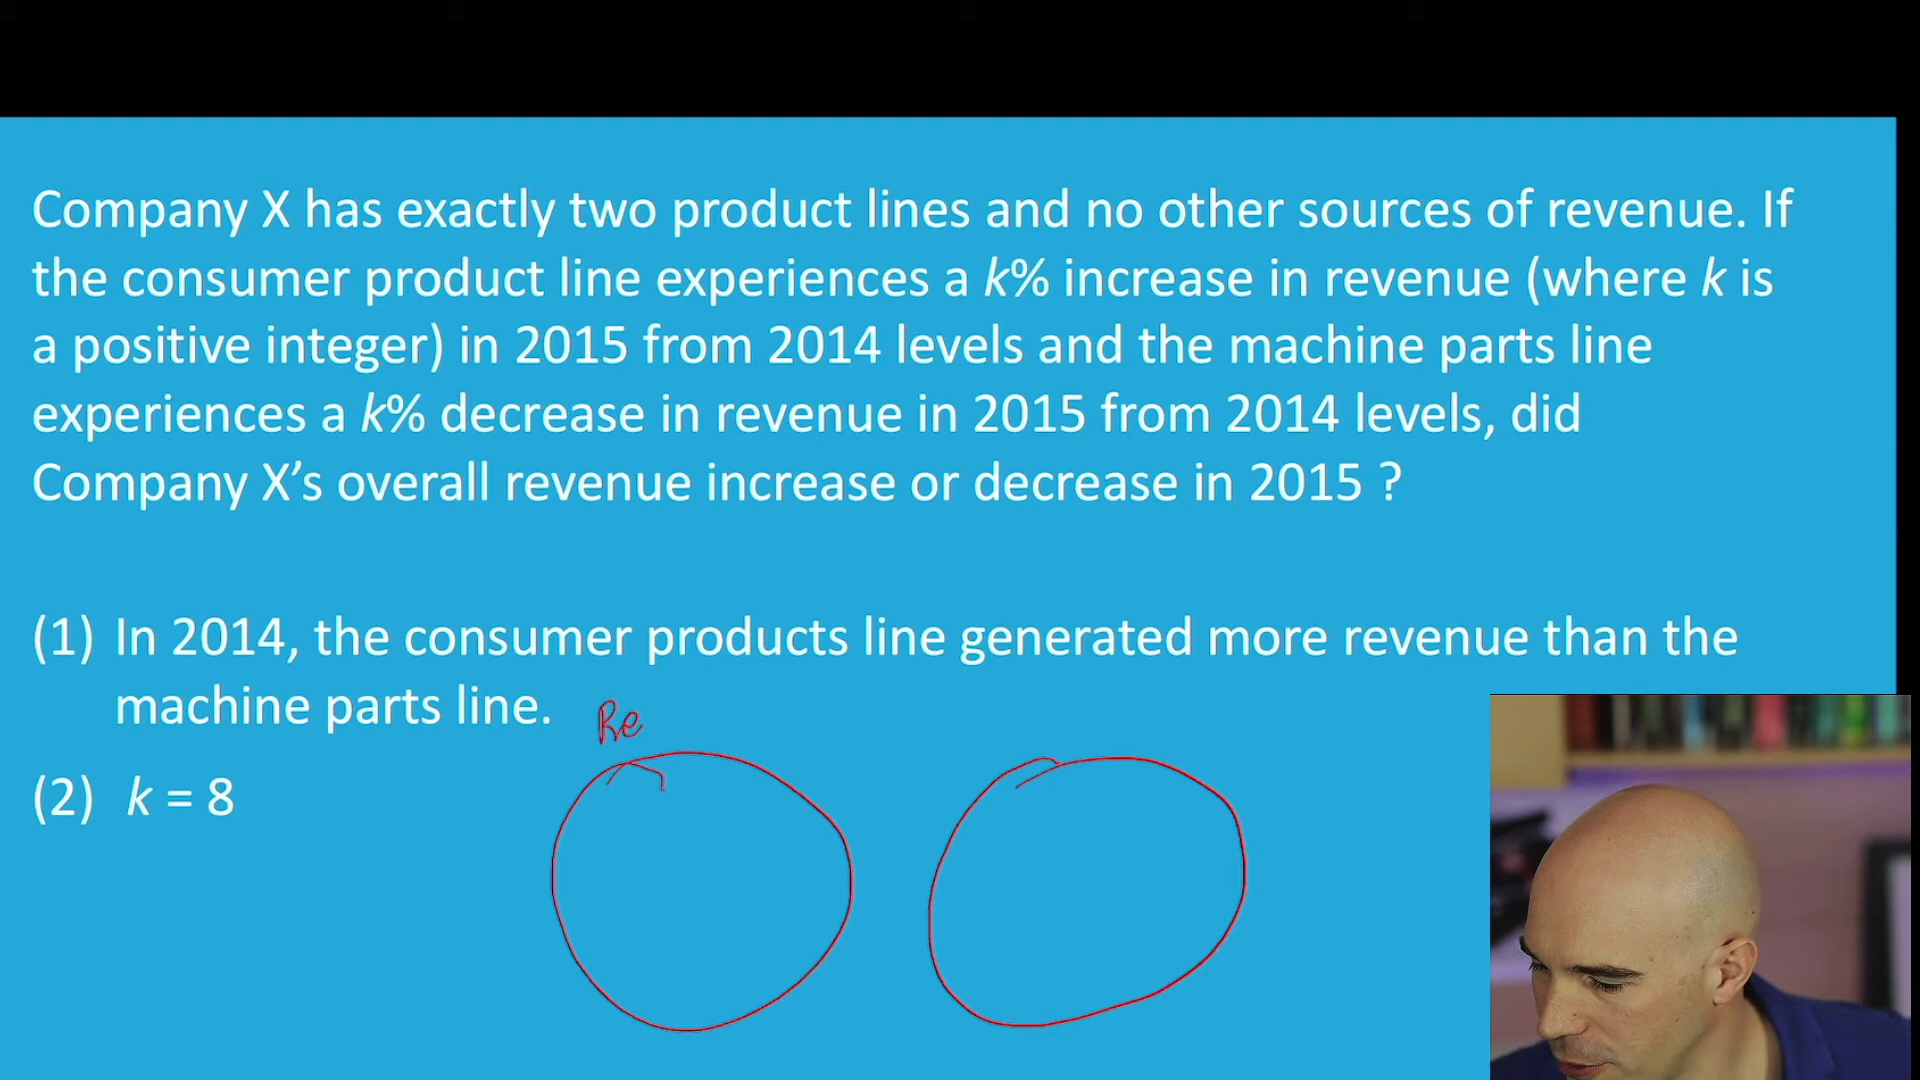 Company X has exactly two product lines and no other sources of revenue. If
the consumer product line experiences a k% increase in revenue (where k is
a positive integer) in 2015 from 2014 levels and the machine parts line
experiences a k% decrease in revenue in 2015 from 2014 levels, did
Company X’s overall revenue increase or decrease in 2015 ?
(1) In 2014, the consumer products line generated more revenue than the
machine parts line.
Re
(2) k = 8